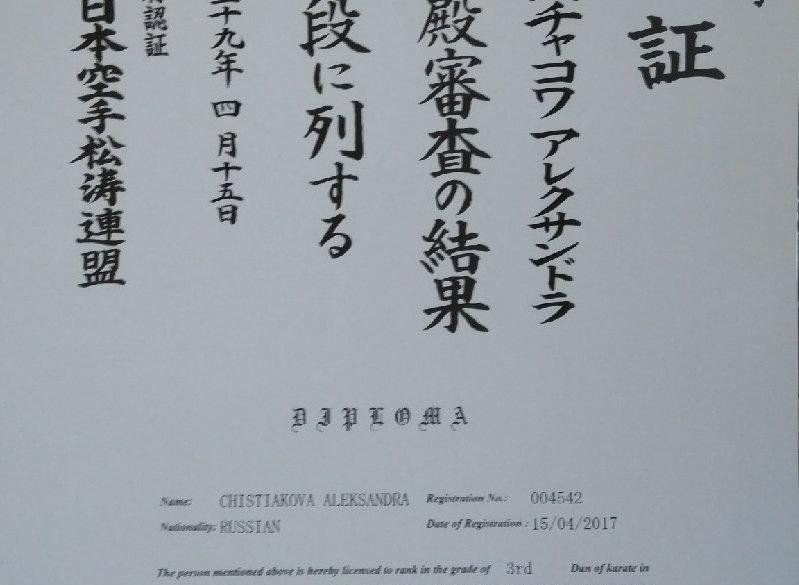 証
チャコワ アレクサンドラ
殿審査の結果
段に列する
十九年 四月十五日
認証
日本空手松涛連盟
DIPLOMA
Name: CHISTIAKOVA ALEKSANDRA Registration No.: 004542
Nationality: RUSSIAN Date of Registration : 15/04/2017
The person mentioned above is hereby licensed to rank in the grade of 3rd Dan of karate in